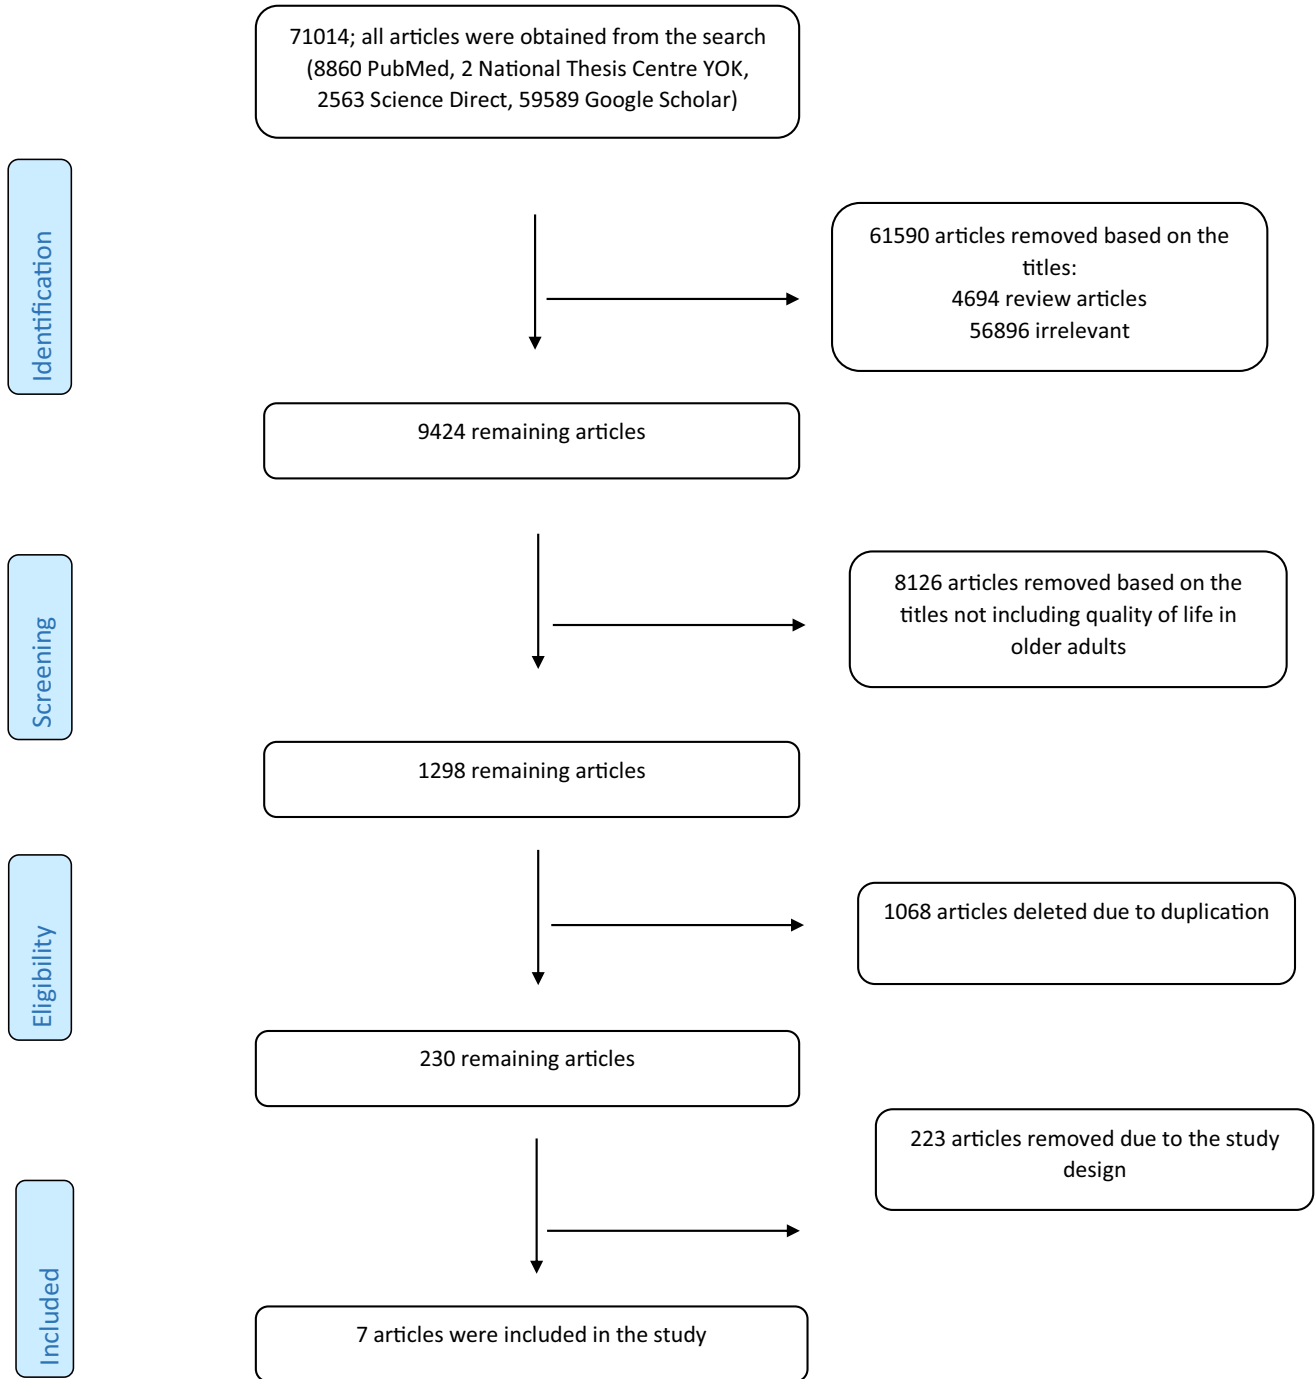 71014; all articles were obtained from the search
(8860 PubMed, 2 National Thesis Centre YOK,
2563 Science Direct, 59589 Google Scholar)
Identification
61590 articles removed based on the
titles:
4694 review articles
56896 irrelevant
9424 remaining articles
Screening
8126 articles removed based on the
titles not including quality of life in
older adults
1298 remaining articles
Eligibility
1068 articles deleted due to duplication
230 remaining articles
223 articles removed due to the study
design
Included
7 articles were included in the study